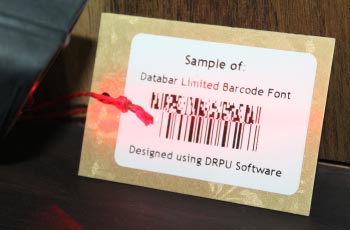 Sample of:
Databar Limited Barcode Font
Designed using DRPU Software